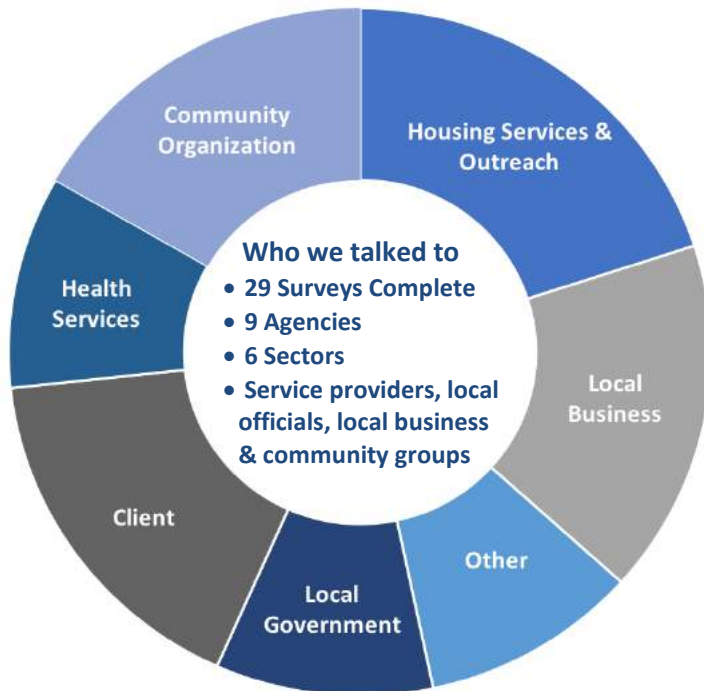 Community
Organization
Housing Services &
Outreach
Who we talked to
• 29 Surveys Complete
• 9 Agencies
• 6 Sectors
• Service providers, local
officials, local business
& community groups
Health
Services
Local
Business
Client
Other
Local
Government